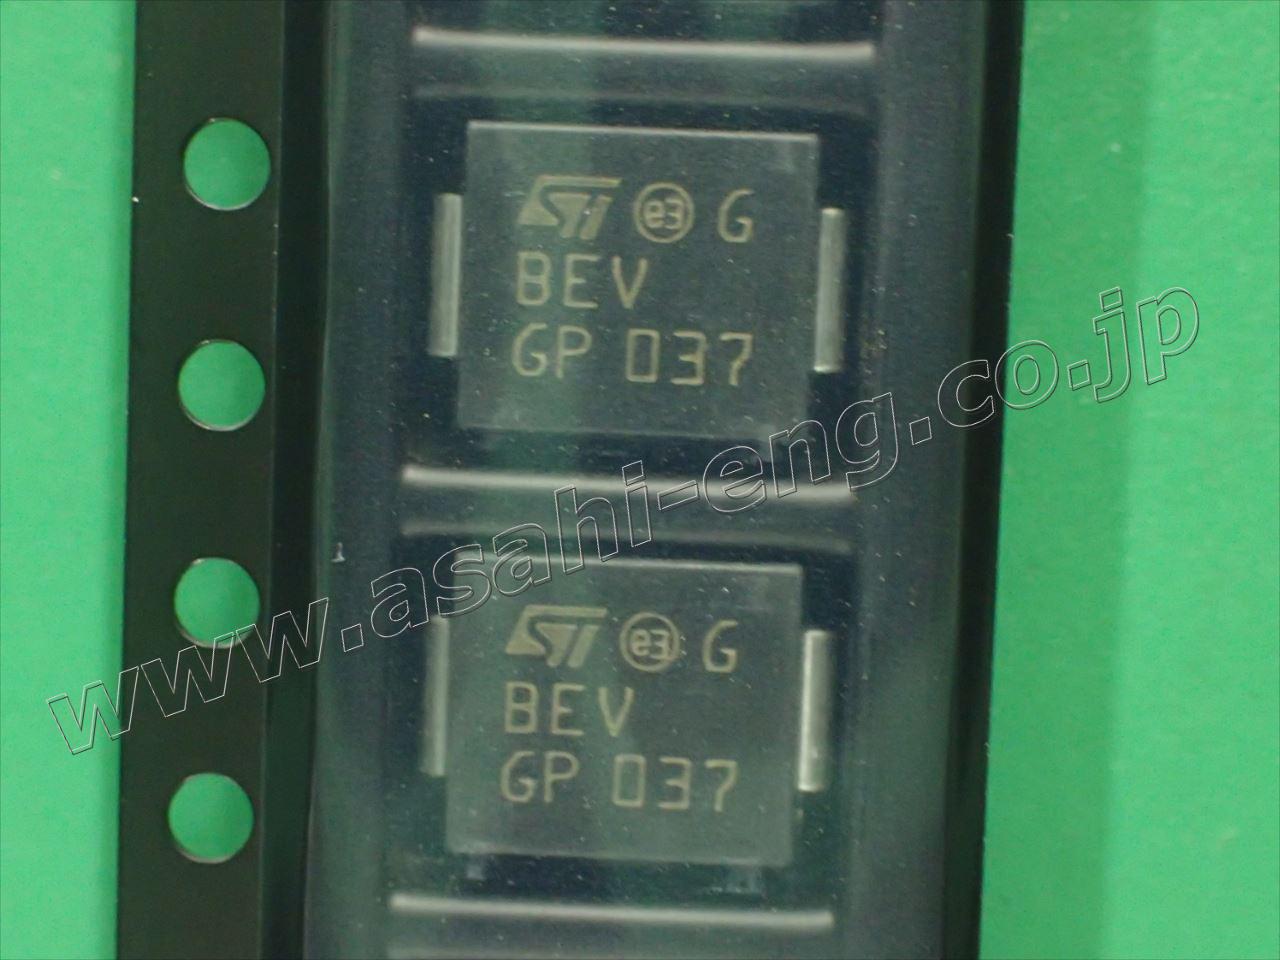 ST e3 G
BEV
GP 037
www.asahi-eng.co.jp
ST e3 G
BEV
GP 037